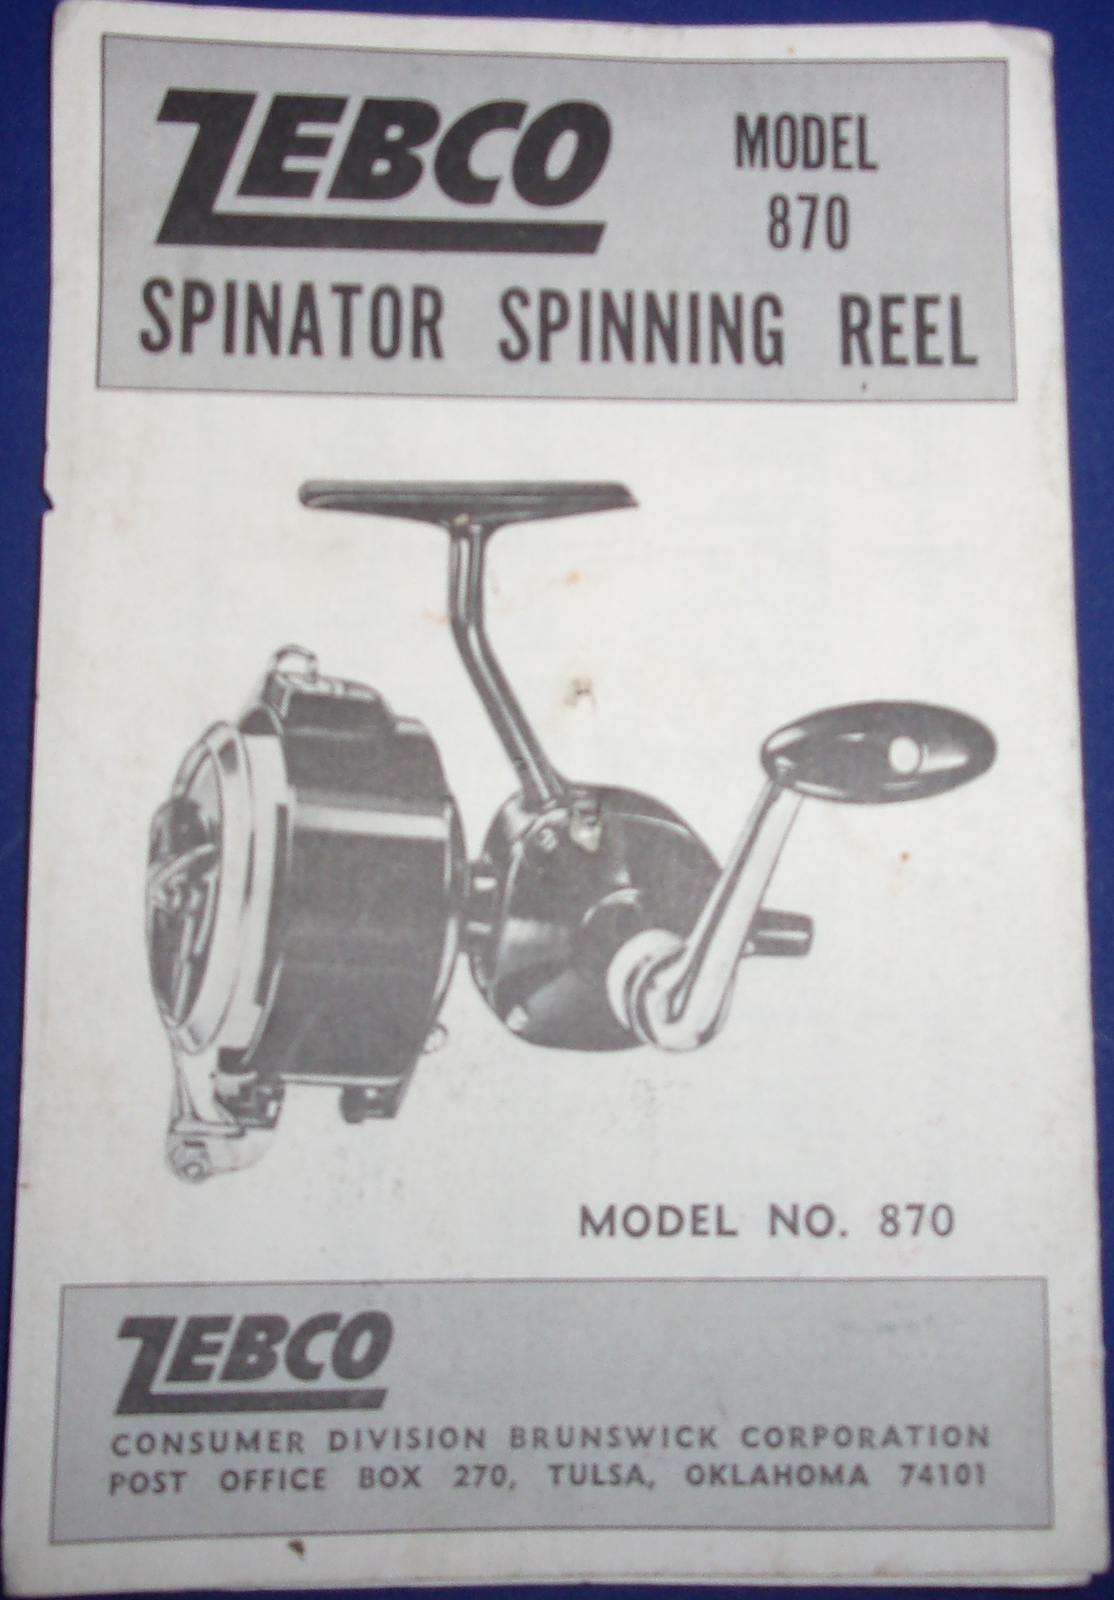 ZEBCO
MODEL
870
SPINATOR SPINNING REEL
MODEL NO. 870
ZEBCO
CONSUMER DIVISION BRUNSWICK CORPORATION
POST OFFICE BOX 270, TULSA, OKLAHOMA 74101